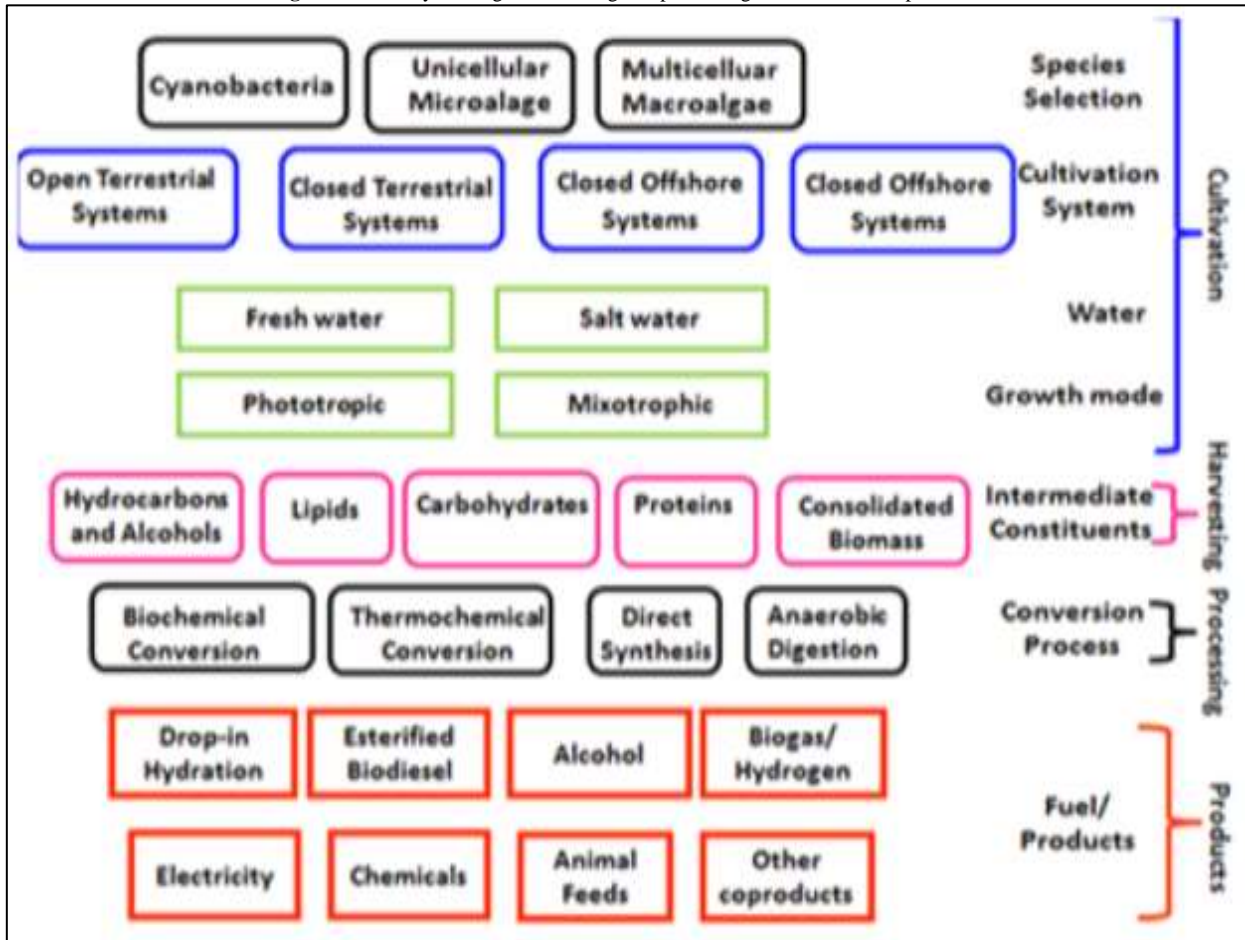 Cyanobacteria
Unicellular
Microalage
Multicelluar
Macroalgae
Species
Selection
Open Terrestrial
Systems
Closed Terrestrial
Systems
Closed Offshore
Systems
Closed Offshore
Systems
Cultivation
System
Cultivation
Fresh water
Salt water
Water
Phototropic
Mixotrophic
Growth mode
Hydrocarbons
and Alcohols
Lipids
Carbohydrates
Proteins
Consolidated
Biomass
Intermediate
Constituents
Harvesting
Biochemical
Conversion
Thermochemical
Conversion
Direct
Synthesis
Anaerobic
Digestion
Conversion
Process
Processing
Drop-in
Hydration
Esterified
Biodiesel
Alcohol
Biogas/
Hydrogen
Electricity
Chemicals
Animal
Feeds
Other
coproducts
Fuel/
Products
Products